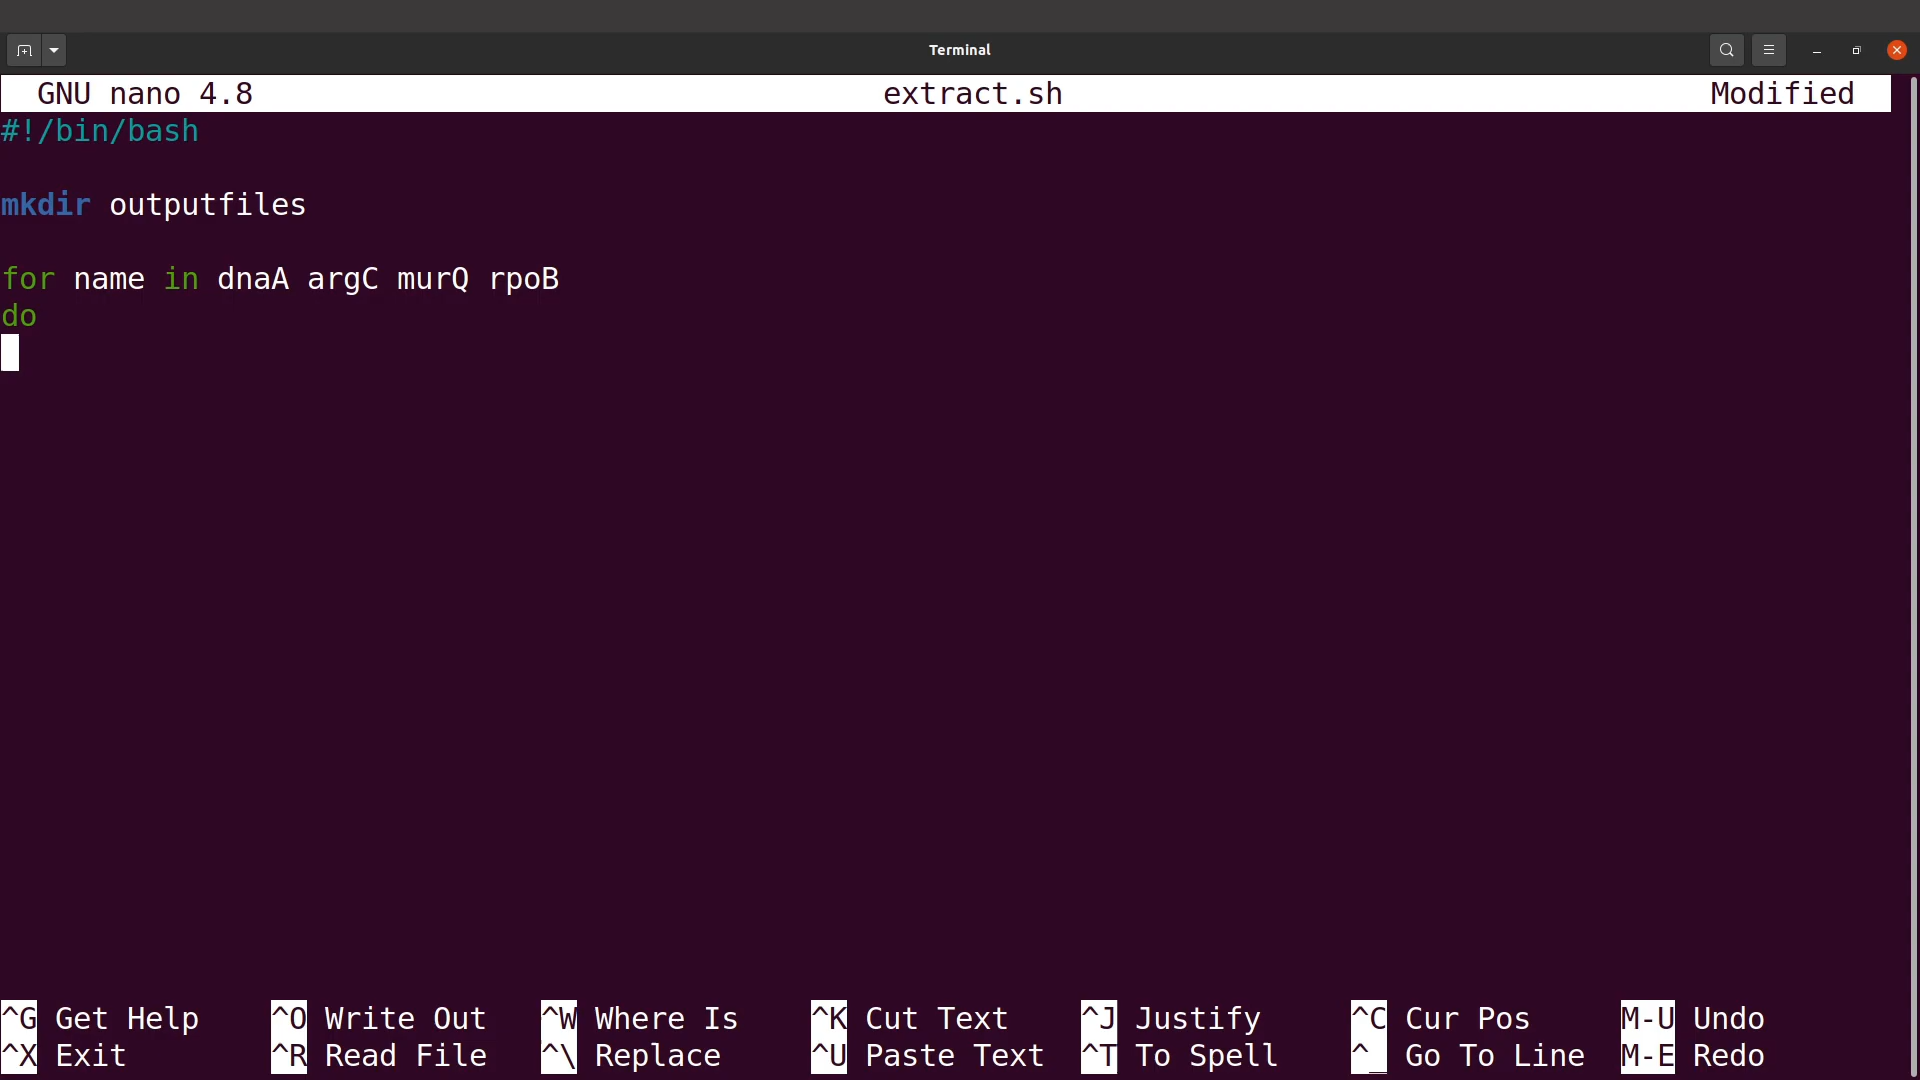 Terminal
GNU nano 4.8 extract.sh Modified
#!/bin/bash
mkdir outputfiles
for name in dnaA argC murQ rpoB
do
^G Get Help ^O Write Out ^W Where Is ^K Cut Text ^J Justify ^C Cur Pos M-U Undo
^X Exit ^R Read File ^\ Replace ^U Paste Text ^T To Spell ^_ Go To Line M-E Redo